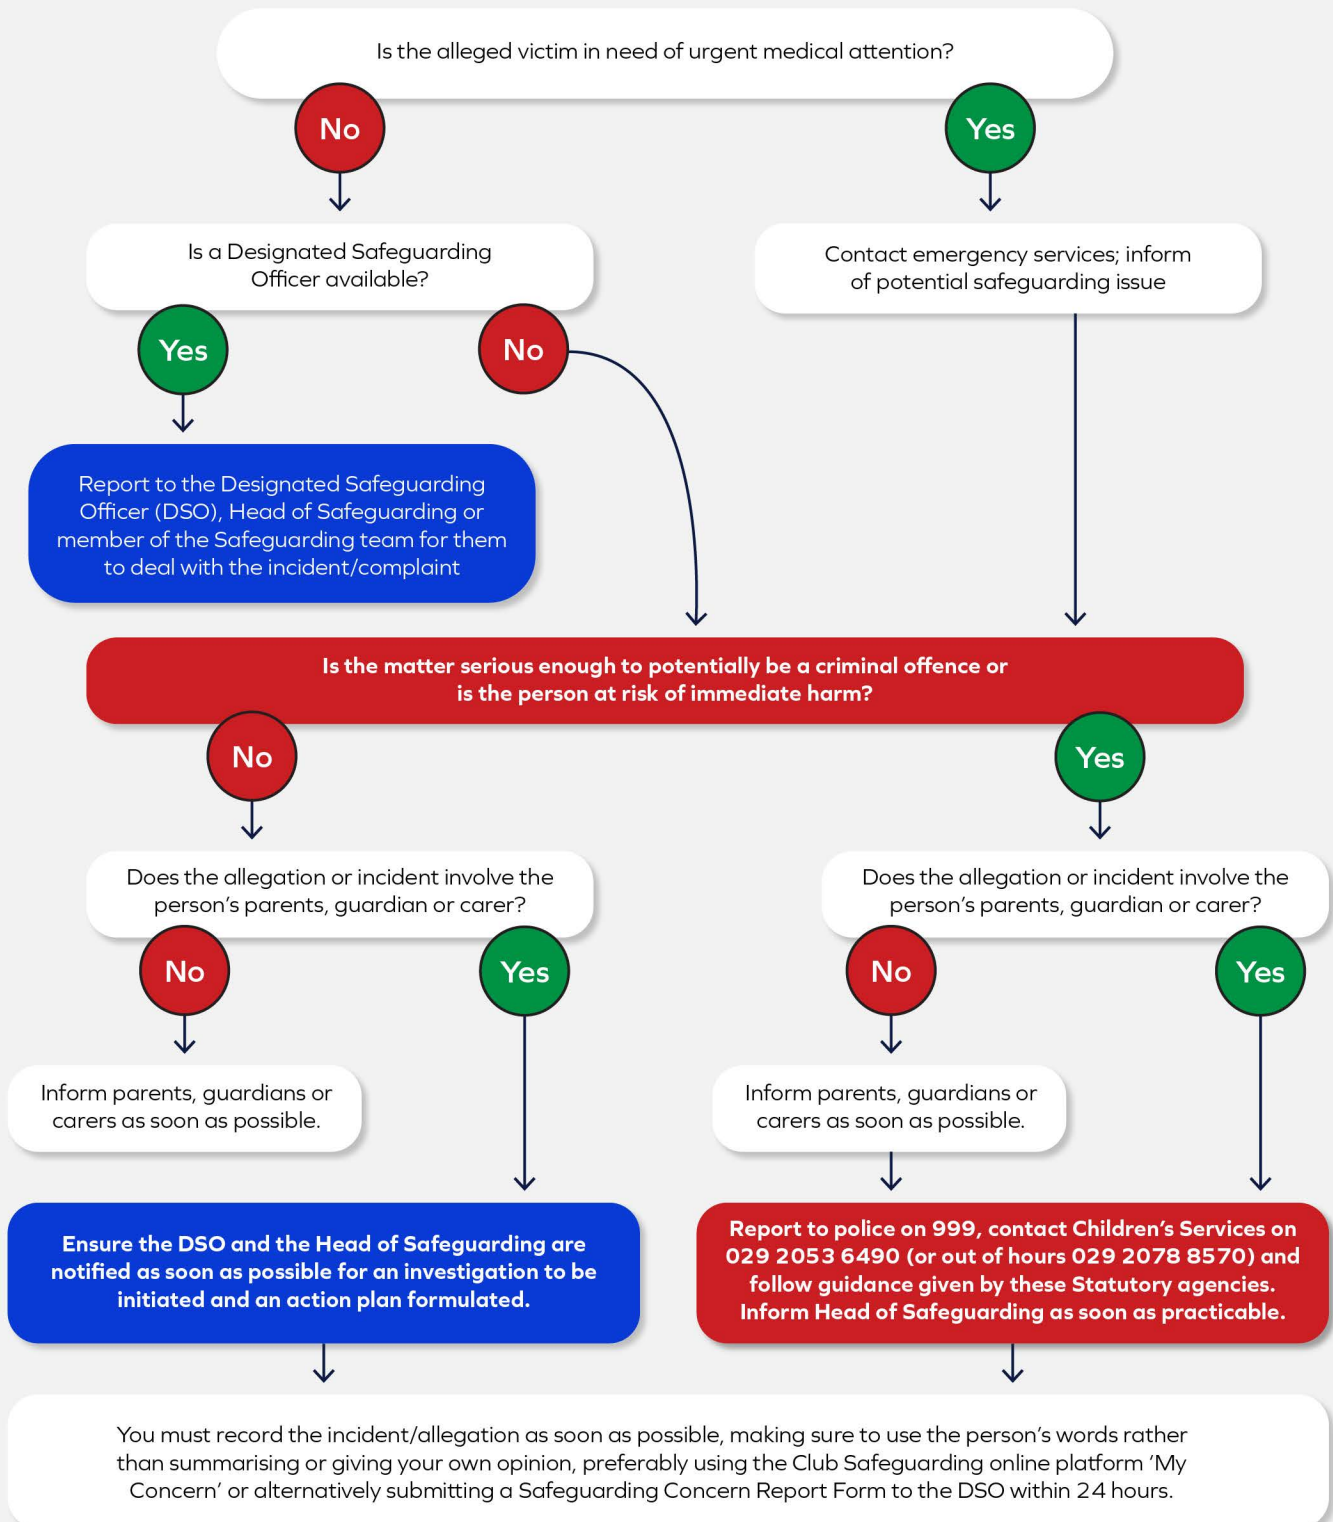 Is the alleged victim in need of urgent medical attention?
No
Yes
Is a Designated Safeguarding
Officer available?
Contact emergency services; inform
of potential safeguarding issue
Yes
No
Report to the Designated Safeguarding
Officer (DSO), Head of Safeguarding or
member of the Safeguarding team for them
to deal with the incident/complaint
Is the matter serious enough to potentially be a criminal offence or
is the person at risk of immediate harm?
No
Yes
Does the allegation or incident involve the
person’s parents, guardian or carer?
Does the allegation or incident involve the
person’s parents, guardian or carer?
No
Yes
No
Yes
Inform parents, guardians or
carers as soon as possible.
Inform parents, guardians or
carers as soon as possible.
Ensure the DSO and the Head of Safeguarding are
notified as soon as possible for an investigation to be
initiated and an action plan formulated.
Report to police on 999, contact Children’s Services on
029 2053 6490 (or out of hours 029 2078 8570) and
follow guidance given by these Statutory agencies.
Inform Head of Safeguarding as soon as practicable.
You must record the incident/allegation as soon as possible, making sure to use the person’s words rather
than summarising or giving your own opinion, preferably using the Club Safeguarding online platform ‘My
Concern’ or alternatively submitting a Safeguarding Concern Report Form to the DSO within 24 hours.